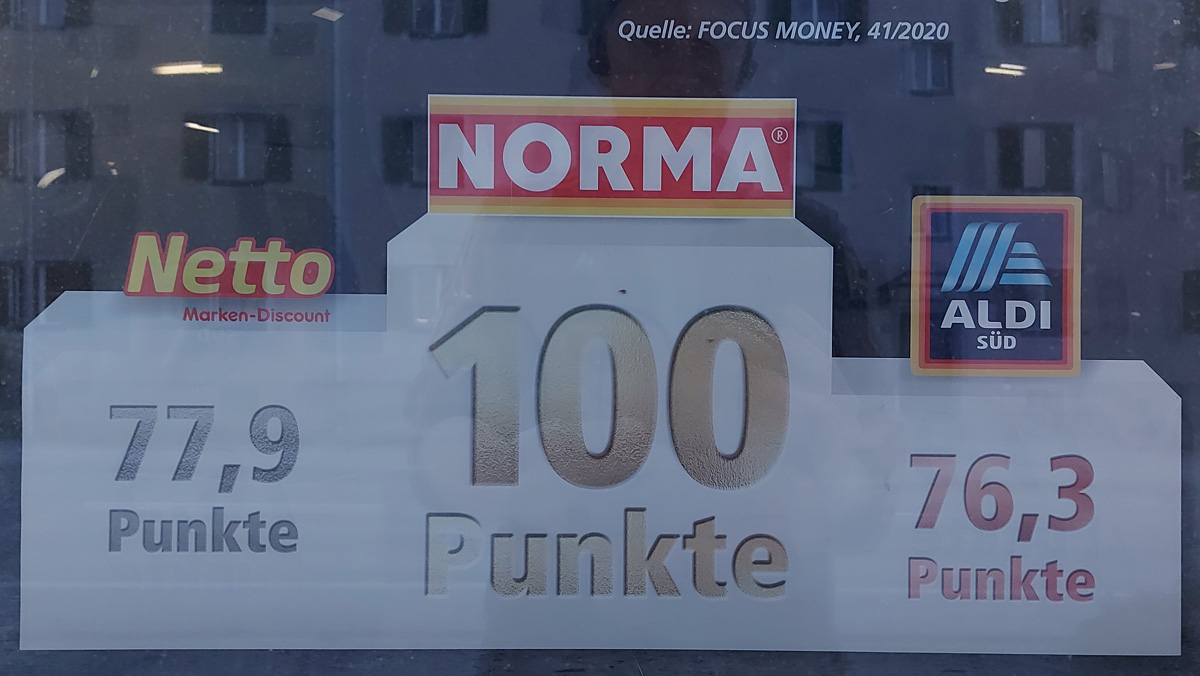 Quelle: FOCUS MONEY, 41/2020
NORMA®
Netto
Marken-Discount
77,9
Punkte
100
Punkte
ALDI
SÜD
76,3
Punkte